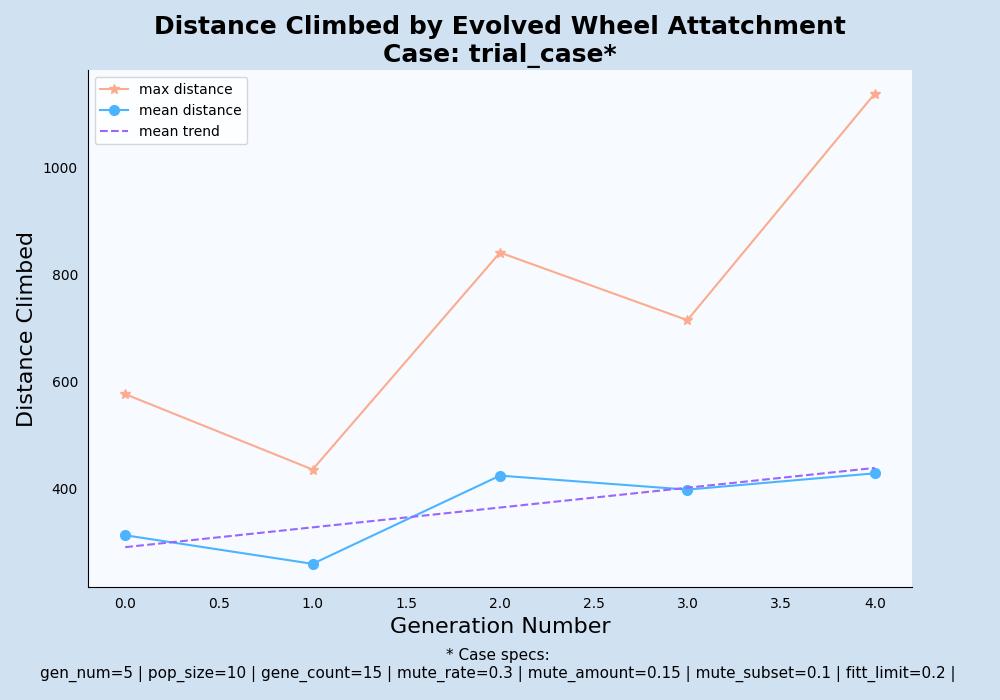 Distance Climbed by Evolved Wheel Attatchment
Case: trial_case*
max distance
mean distance
mean trend
Distance Climbed
1000
800
600
400
0.0 0.5 1.0 1.5 2.0 2.5 3.0 3.5 4.0
Generation Number
* Case specs:
gen_num=5 | pop_size=10 | gene_count=15 | mute_rate=0.3 | mute_amount=0.15 | mute_subset=0.1 | fitt_limit=0.2 |